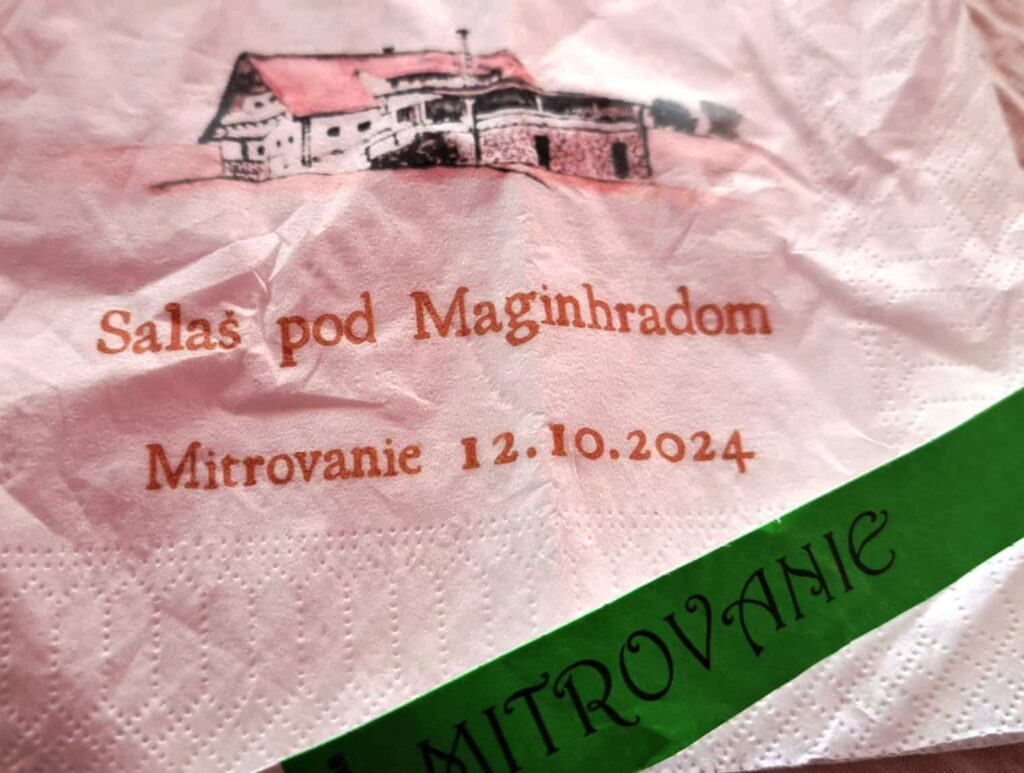 Salaš pod Maginhradom
Mitrovanie 12.10.2024
MITROVANIE